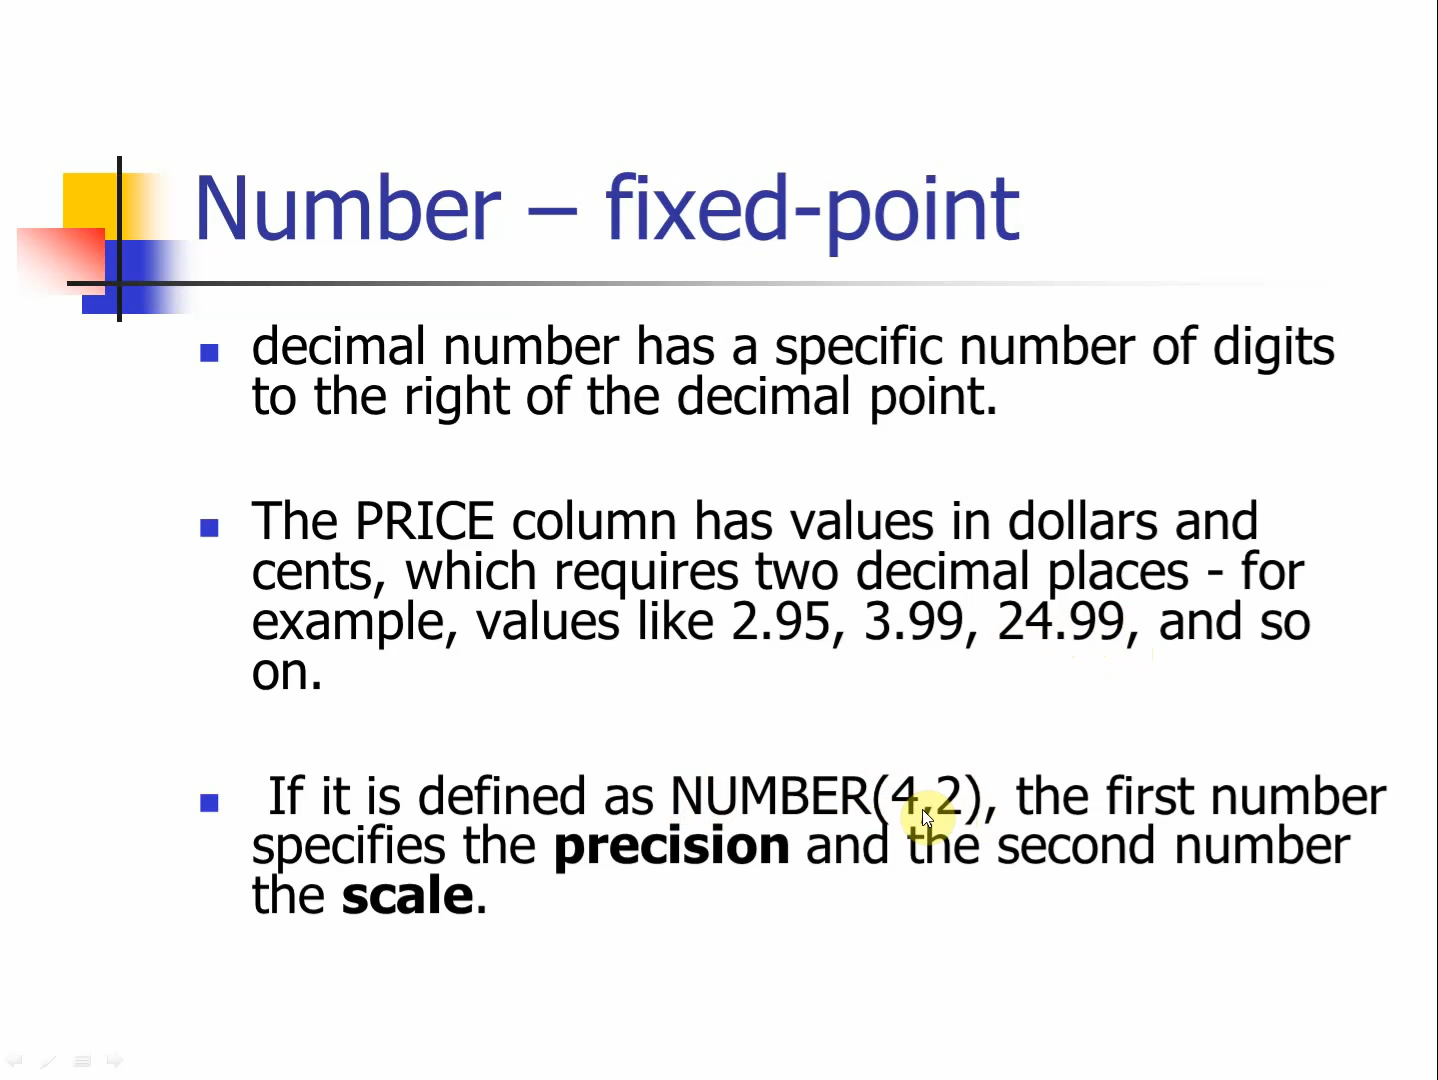 Number – fixed-point
decimal number has a specific number of digits
to the right of the decimal point.
The PRICE column has values in dollars and
cents, which requires two decimal places - for
example, values like 2.95, 3.99, 24.99, and so
on.
If it is defined as NUMBER(4,2), the first number
specifies the precision and the second number
the scale.